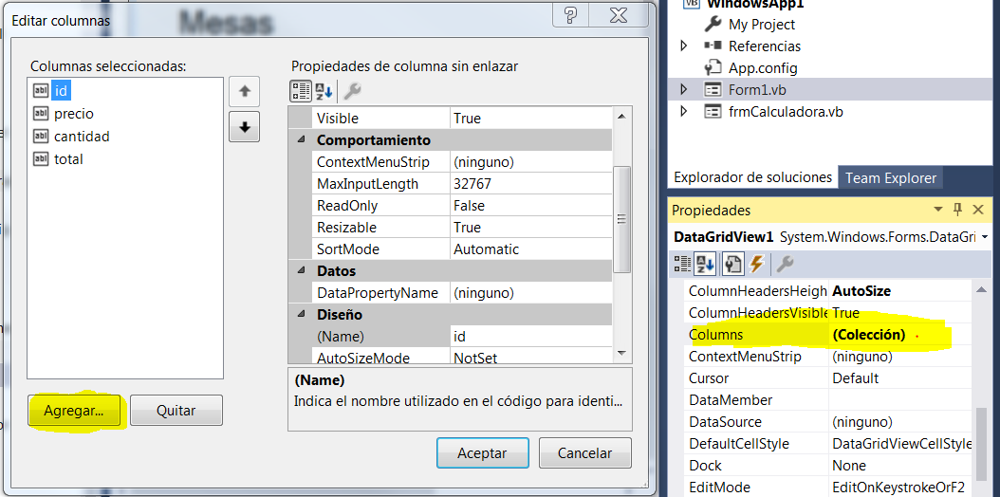 Editar columnas
Mesas
Columnas seleccionadas:
id
precio
cantidad
total
Agregar...
Quitar
Propiedades de columna sin enlazar
Visible True
Comportamiento
ContextMenuStrip (ninguno)
MaxInputLength 32767
ReadOnly False
Resizable True
SortMode Automatic
Datos
DataPropertyName (ninguno)
Diseño
(Name) id
AutoSizeMode NotSet
(Name)
Indica el nombre utilizado en el código para identi...
Aceptar
Cancelar
VB WindowsApp1
My Project
Referencias
App.config
Form1.vb
frmCalculadora.vb
Explorador de soluciones Team Explorer
Propiedades
DataGridView1 System.Windows.Forms.DataGri
ColumnHeadersHeigh AutoSize
ColumnHeadersVisible True
Columns (Colección)
ContextMenuStrip (ninguno)
Cursor Default
DataMember
DataSource (ninguno)
DefaultCellStyle DataGridViewCellStyle
Dock None
EditMode EditOnKeystrokeOrF2